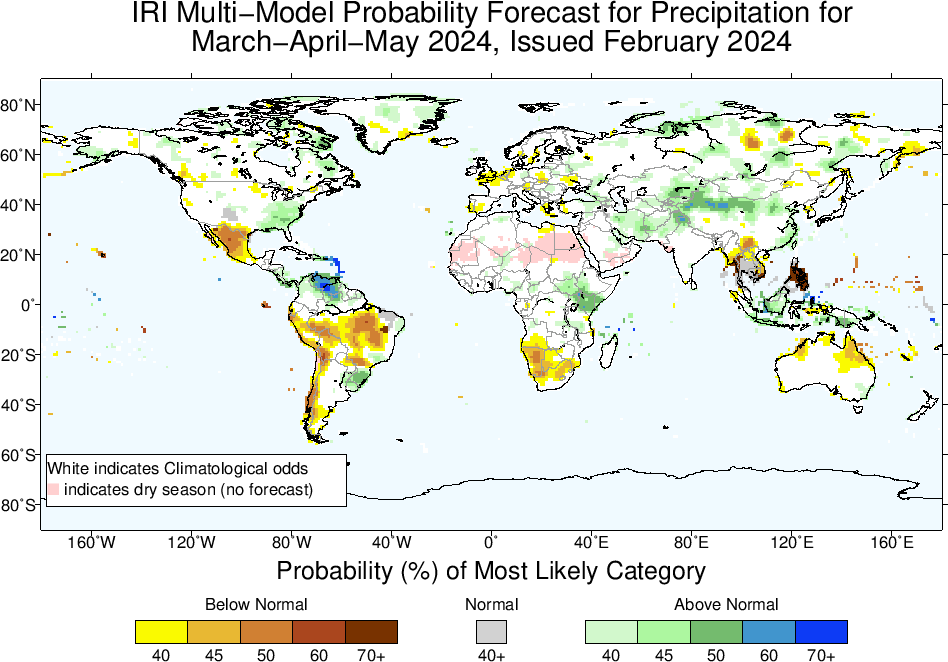 IRI Multi−Model Probability Forecast for Precipitation for
March−April−May 2024, Issued February 2024
80˚N
60˚N
40˚N
20˚N
0˚
20˚S
40˚S
60˚S
80˚S
White indicates Climatological odds
indicates dry season (no forecast)
160˚W 120˚W 80˚W 40˚W 0˚ 40˚E 80˚E 120˚E 160˚E
Probability (%) of Most Likely Category
Below Normal Normal Above Normal
40 45 50 60 70+ 40+ 40 45 50 60 70+